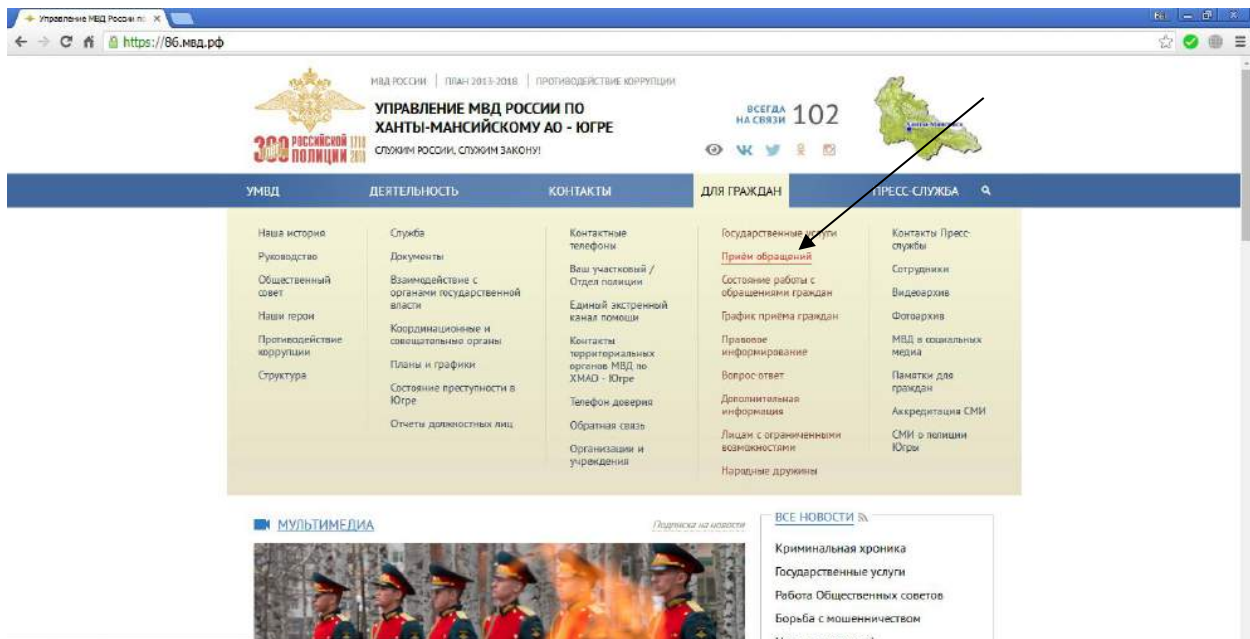 Управление МВД России п
https://86.мвд.рф
МВД РОССИИ | ПЛАН 2013-2018 | ПРОТИВОДЕЙСТВИЕ КОРРУПЦИИ
УПРАВЛЕНИЕ МВД РОССИИ ПО
ХАНТЫ-МАНСИЙСКОМУ АО - ЮГРЕ
СЛУЖИМ РОССИИ, СЛУЖИМ ЗАКОНУ!
300 РОССИЙСКОЙ 1718
ПОЛИЦИИ 2018
ВСЕГДА
НА СВЯЗИ 102
Ханты-Мансийск
УМВД ДЕЯТЕЛЬНОСТЬ КОНТАКТЫ ДЛЯ ГРАЖДАН ПРЕСС-СЛУЖБА
Наша история
Руководство
Общественный
совет
Наши герои
Противодействие
коррупции
Структура
Служба
Документы
Взаимодействие с
органами государственной
власти
Координационные и
совещательные органы
Планы и графики
Состояние преступности в
Югре
Отчеты должностных лиц
Контактные
телефоны
Ваш участковый /
Отдел полиции
Единый экстренный
канал помощи
Контакты
территориальных
органов МВД по
ХМАО - Югре
Телефон доверия
Обратная связь
Организации и
учреждения
Государственные услуги
Приём обращений
Состояние работы с
обращениями граждан
График приёма граждан
Правовое
информирование
Вопрос-ответ
Дополнительная
информация
Лицам с ограниченными
возможностями
Народные дружины
Контакты Пресс-
службы
Сотрудники
Видеоархив
Фотоархив
МВД в социальных
медиа
Памятки для
граждан
Аккредитация СМИ
СМИ о полиции
Югры
МУЛЬТИМЕДИА
Подписка на новости
ВСЕ НОВОСТИ
Криминальная хроника
Государственные услуги
Работа Общественных советов
Борьба с мошенничеством